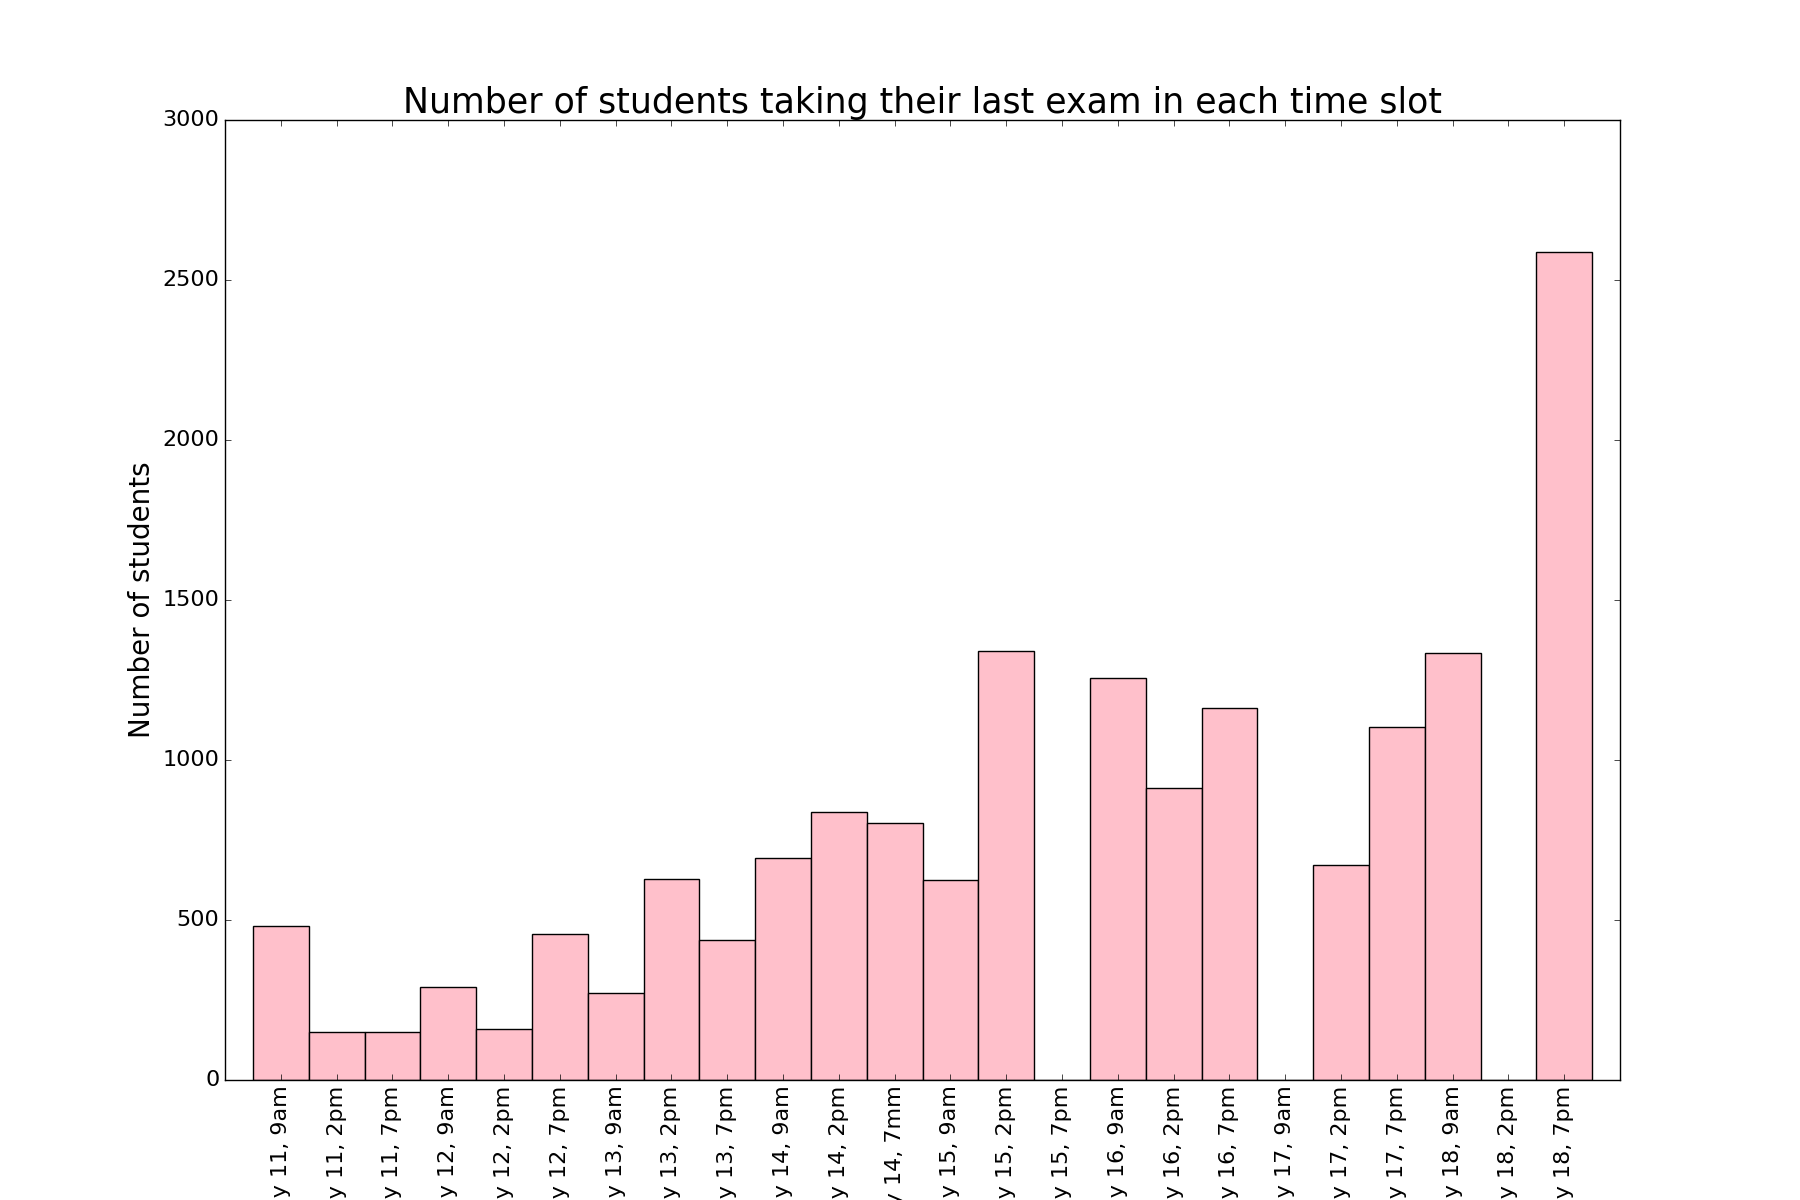 Number of students taking their last exam in each time slot
Number of students
3000
2500
2000
1500
1000
500
0
y 11, 9am
y 11, 2pm
y 11, 7pm
y 12, 9am
y 12, 2pm
y 12, 7pm
y 13, 9am
y 13, 2pm
y 13, 7pm
y 14, 9am
y 14, 2pm
y 14, 7mm
y 15, 9am
y 15, 2pm
y 15, 7pm
y 16, 9am
y 16, 2pm
y 16, 7pm
y 17, 9am
y 17, 2pm
y 17, 7pm
y 18, 9am
y 18, 2pm
y 18, 7pm